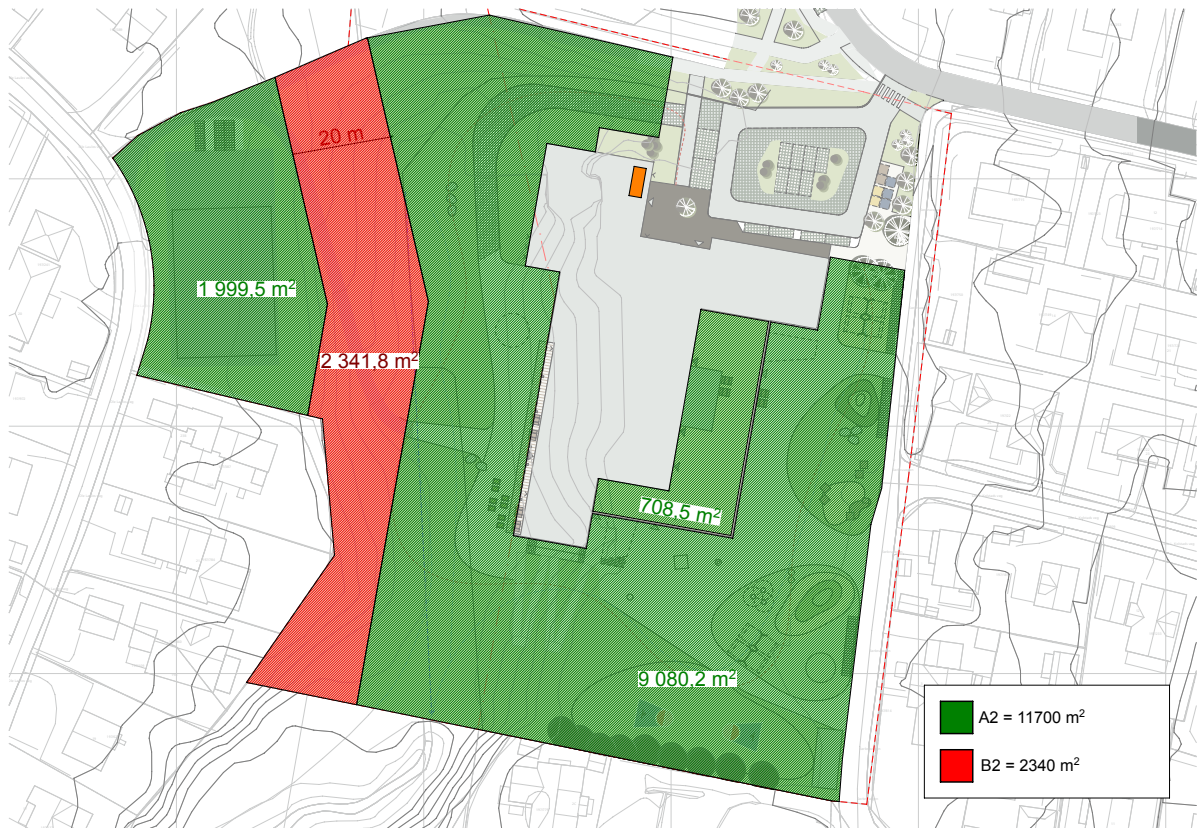 20 m
1 999,5 m²
2 341,8 m²
708,5 m²
9 080,2 m²
A2 = 11700 m²
B2 = 2340 m²